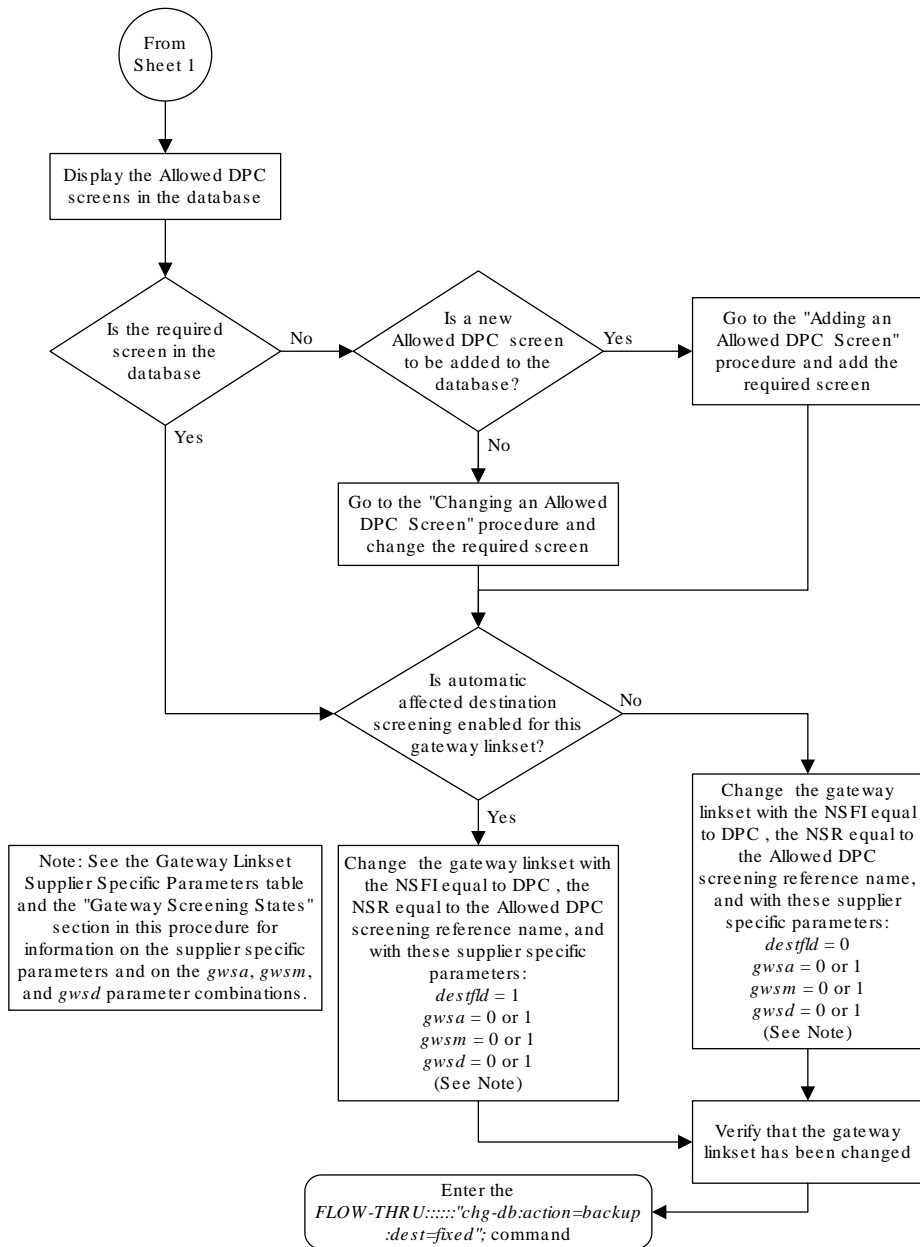 From
Sheet 1
Display the Allowed DPC
screens in the database
Is the required
screen in the
database
No
Is a new
Allowed DPC screen
to be added to the
database?
Yes
Go to the "Adding an
Allowed DPC Screen"
procedure and add the
required screen
Yes
No
Go to the "Changing an Allowed
DPC Screen" procedure and
change the required screen
Is automatic
affected destination
screening enabled for this
gateway linkset?
No
Yes
Change the gateway
linkset with the NSFI equal
to DPC , the NSR equal to
the Allowed DPC
screening reference name,
and with these supplier
specific parameters:
destfld = 0
gwsa = 0 or 1
gwsm = 0 or 1
gwsd = 0 or 1
(See Note)
Note: See the Gateway Linkset
Supplier Specific Parameters table
and the "Gateway Screening States"
section in this procedure for
information on the supplier specific
parameters and on the gwsa, gwsm,
and gwsd parameter combinations.
Change the gateway linkset with
the NSFI equal to DPC , the
NSR equal to the Allowed DPC
screening reference name, and
with these supplier specific
parameters:
destfld = 1
gwsa = 0 or 1
gwsm = 0 or 1
gwsd = 0 or 1
(See Note)
Verify that the gateway
linkset has been changed
Enter the
FLOW-THRU::::::"chg-db:action=backup
:dest=fixed"; command